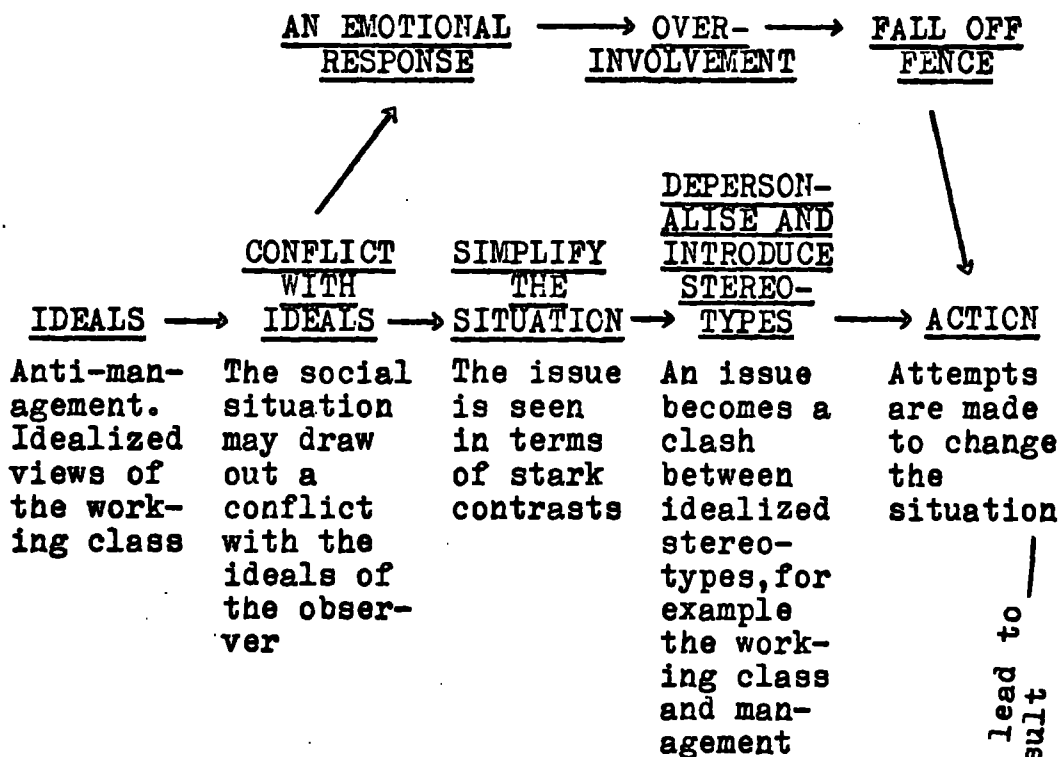 AN EMOTIONAL RESPONSE → OVER-INVOLVEMENT → FALL OFF FENCE
IDEALS → CONFLICT WITH IDEALS → SIMPLIFY THE SITUATION → DEPERSON-ALISE AND INTRODUCE STEREO-TYPES → ACTION
Anti-man-
agement.
Idealized
views of
the work-
ing class
The social
situation
may draw
out a
conflict
with the
ideals of
the obser-
ver
The issue
is seen
in terms
of stark
contrasts
An issue
becomes a
clash
between
idealized
stereo-
types,for
example
the work-
ing class
and man-
agement
Attempts
are made
to change
the
situation
lead to